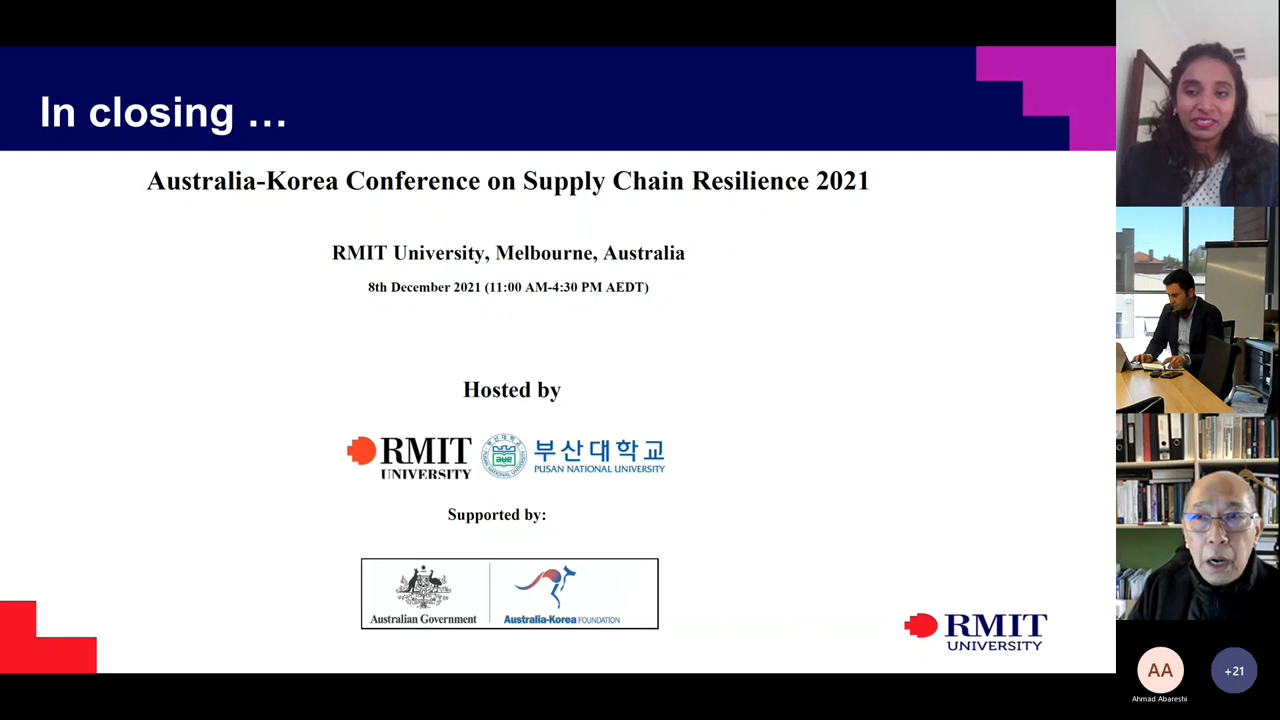 In closing …
Australia-Korea Conference on Supply Chain Resilience 2021
RMIT University, Melbourne, Australia
8th December 2021 (11:00 AM-4:30 PM AEDT)
Hosted by
RMIT
UNIVERSITY
부산대학교
PUSAN NATIONAL UNIVERSITY
Supported by:
Australian Government
Australia-Korea FOUNDATION
RMIT
UNIVERSITY
AA
+21
Ahmad Abareshi